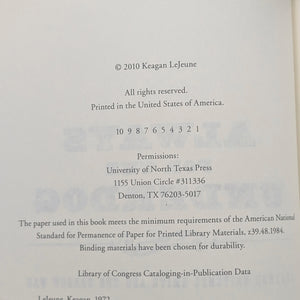 © 2010 Keagan LeJeune
All rights reserved.
Printed in the United States of America.
10 9 8 7 6 5 4 3 2 1
Permissions:
University of North Texas Press
1155 Union Circle #311336
Denton, TX 76203-5017
The paper used in this book meets the minimum requirements of the American National
Standard for Permanence of Paper for Printed Library Materials, z39.48.1984.
Binding materials have been chosen for durability.
Library of Congress Cataloging-in-Publication Data
LeJeune, Keagan, 1972-